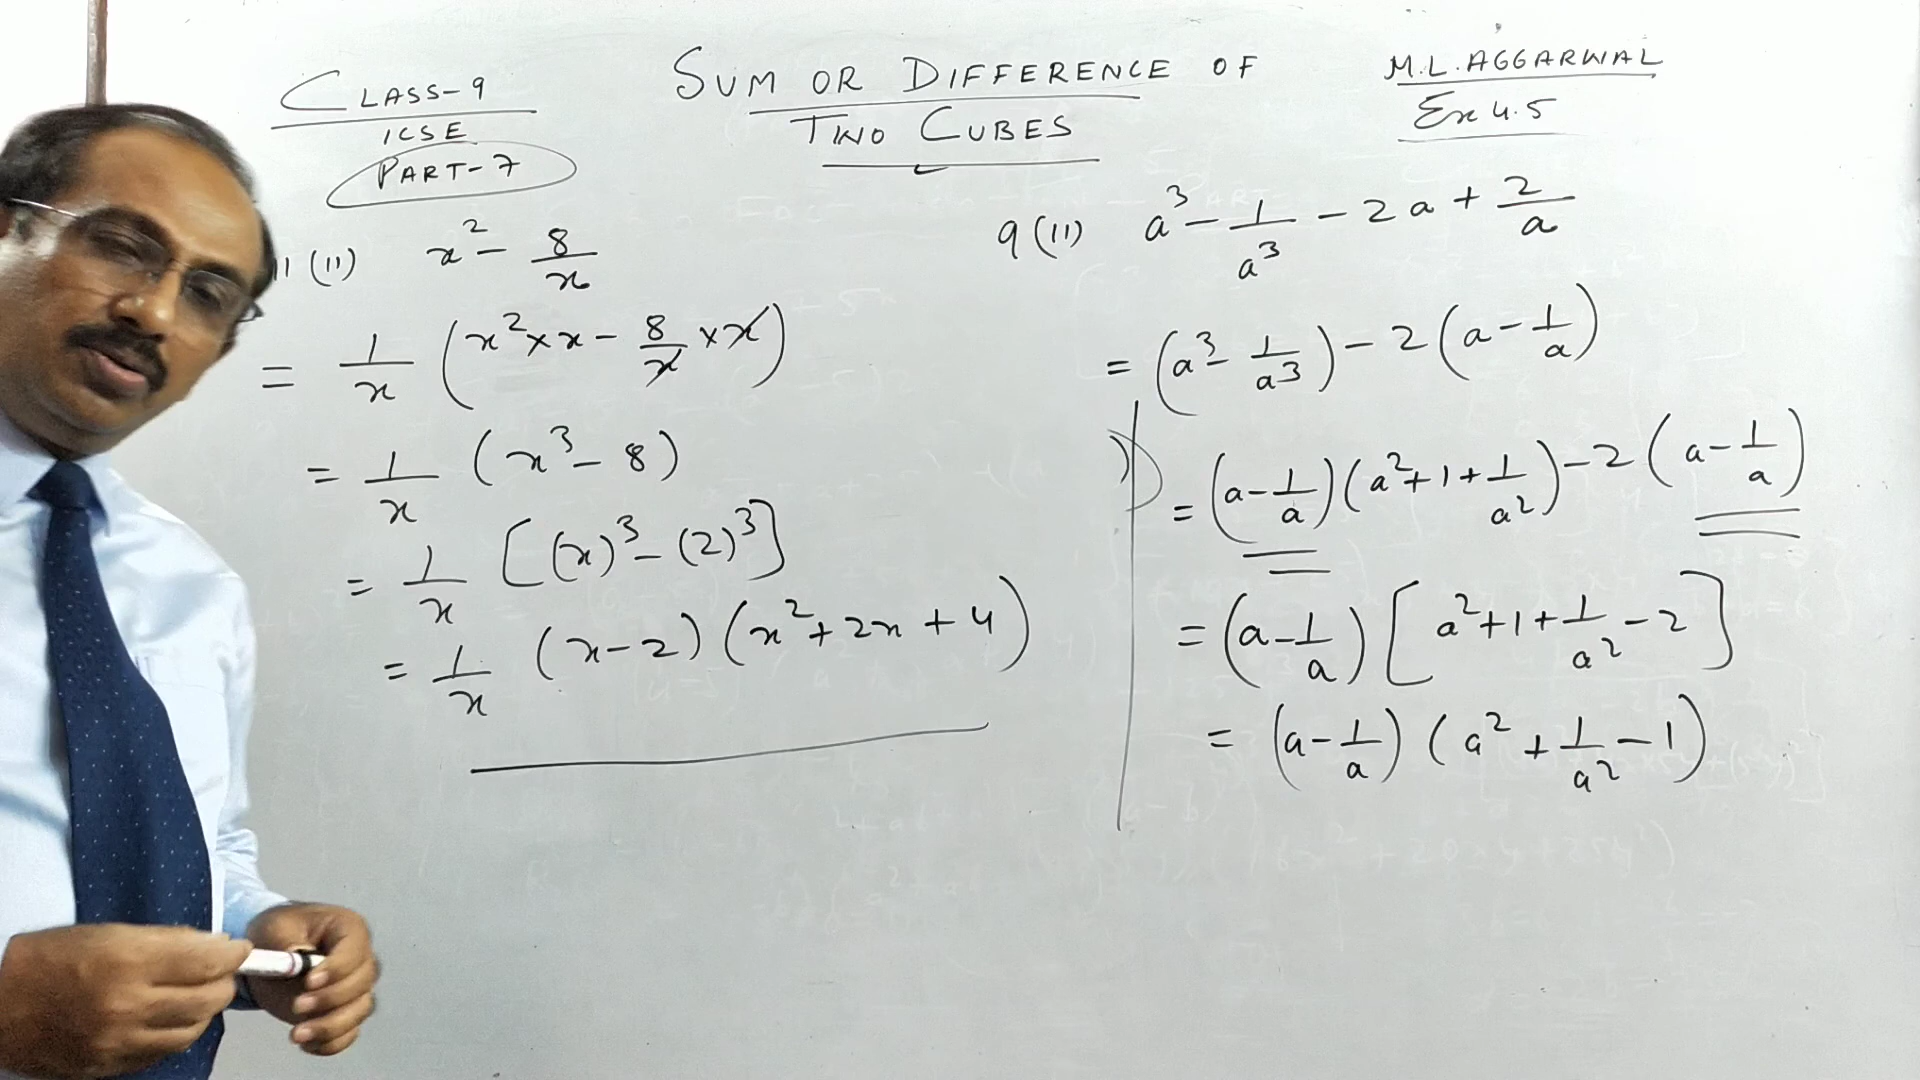 CLASS-9
ICSE
PART-7
SUM OR DIFFERENCE OF
TWO CUBES
M.L.AGGARWAL
Ex 4.5
1 (11) x² - 8/x
= 1/x (x² × x - 8/x × x)
= 1/x (x³ - 8)
= 1/x [(x)³ - (2)³]
= 1/x (x-2) (x² + 2x + 4)
9 (11) a³ - 1/a³ - 2a + 2/a
= (a³ - 1/a³) - 2 (a - 1/a)
= (a - 1/a) (a² + 1 + 1/a²) - 2 (a - 1/a)
= (a - 1/a) [a² + 1 + 1/a² - 2]
= (a - 1/a) (a² + 1/a² - 1)